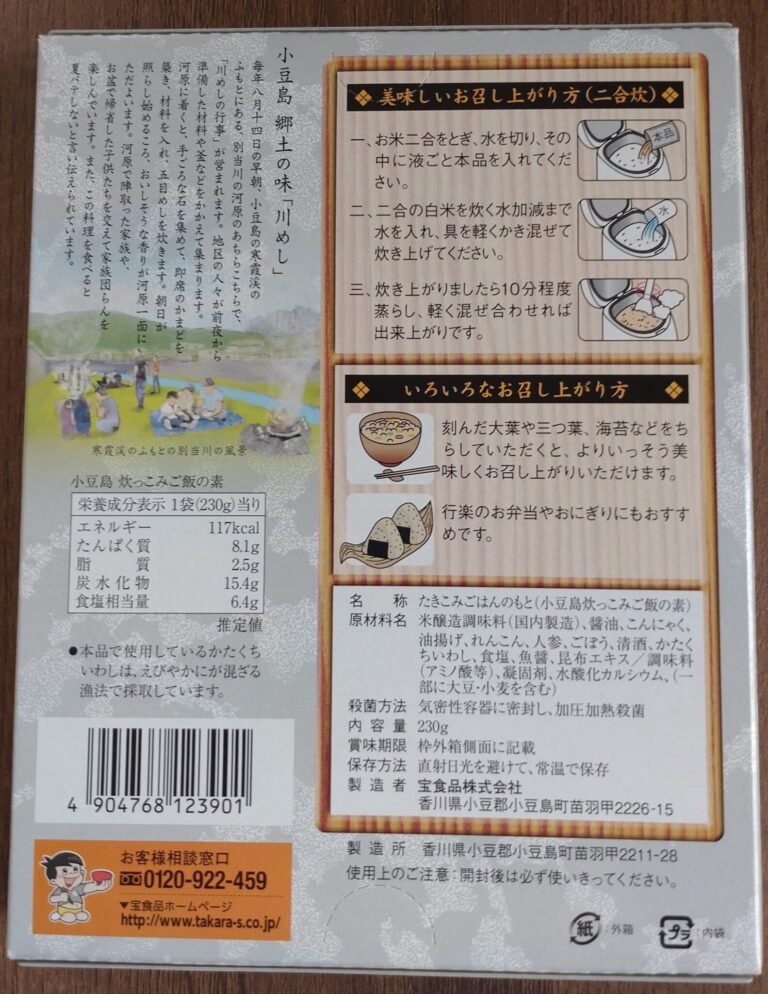 小豆島 郷土の味「川めし」
毎年八月十四日の早朝、小豆島の寒霞渓の
ふもとにある、別当川の河原のあちらこちらで、
「川めしの行事」が営まれます。地区の人々が前夜から
準備した材料や釜などをかかえて集まります。
河原に着くと、手ごろな石を集めて、即席のかまどを
築き、材料を入れ、五目めしを炊きます。朝日が
照らし始めるころ、おいしそうな香りが河原一面に
ただよいます。河原で陣取った家族や、
お盆で帰省した子供たちを交えて家族団らんを
楽しんでいます。また、この料理を食べると
夏バテしないと言い伝えられています。
寒霞渓のふもとの別当川の風景
小豆島 炊っこみご飯の素
栄養成分表示 1袋(230g)当り
エネルギー 117kcal
たんぱく質 8.1g
脂質 2.5g
炭水化物 15.4g
食塩相当量 6.4g
推定値
●本品で使用しているかたくち
いわしは、えびやかにが混ざる
漁法で採取しています。
4 904768 123901
お客様相談窓口
0120-922-459
▼宝食品ホームページ
http://www.takara-s.co.jp/
美味しいお召し上がり方(二合炊)
一、お米二合をとぎ、水を切り、その
中に液ごと本品を入れてくだ
さい。
本品
二、二合の白米を炊く水加減まで
水を入れ、具を軽くかき混ぜて
炊き上げてください。
水
三、炊き上がりましたら10分程度
蒸らし、軽く混ぜ合わせれば
出来上がりです。
いろいろなお召し上がり方
刻んだ大葉や三つ葉、海苔などをち
らしていただくと、よりいっそう美
味しくお召し上がりいただけます。
行楽のお弁当やおにぎりにもおすす
めです。
名称 たきこみごはんのもと(小豆島炊っこみご飯の素)
原材料名 米醸造調味料(国内製造)、醤油、こんにゃく、
油揚げ、れんこん、人参、ごぼう、清酒、かたく
ちいわし、食塩、魚醤、昆布エキス／調味料
(アミノ酸等)、凝固剤、水酸化カルシウム、(一
部に大豆・小麦を含む)
殺菌方法 気密性容器に密封し、加圧加熱殺菌
内容量 230g
賞味期限 枠外箱側面に記載
保存方法 直射日光を避けて、常温で保存
製造者 宝食品株式会社
香川県小豆郡小豆島町苗羽甲2226-15
製造所 香川県小豆郡小豆島町苗羽甲2211-28
使用上のご注意：開封後は必ず使いきってください。
紙：外箱
プラ：内袋